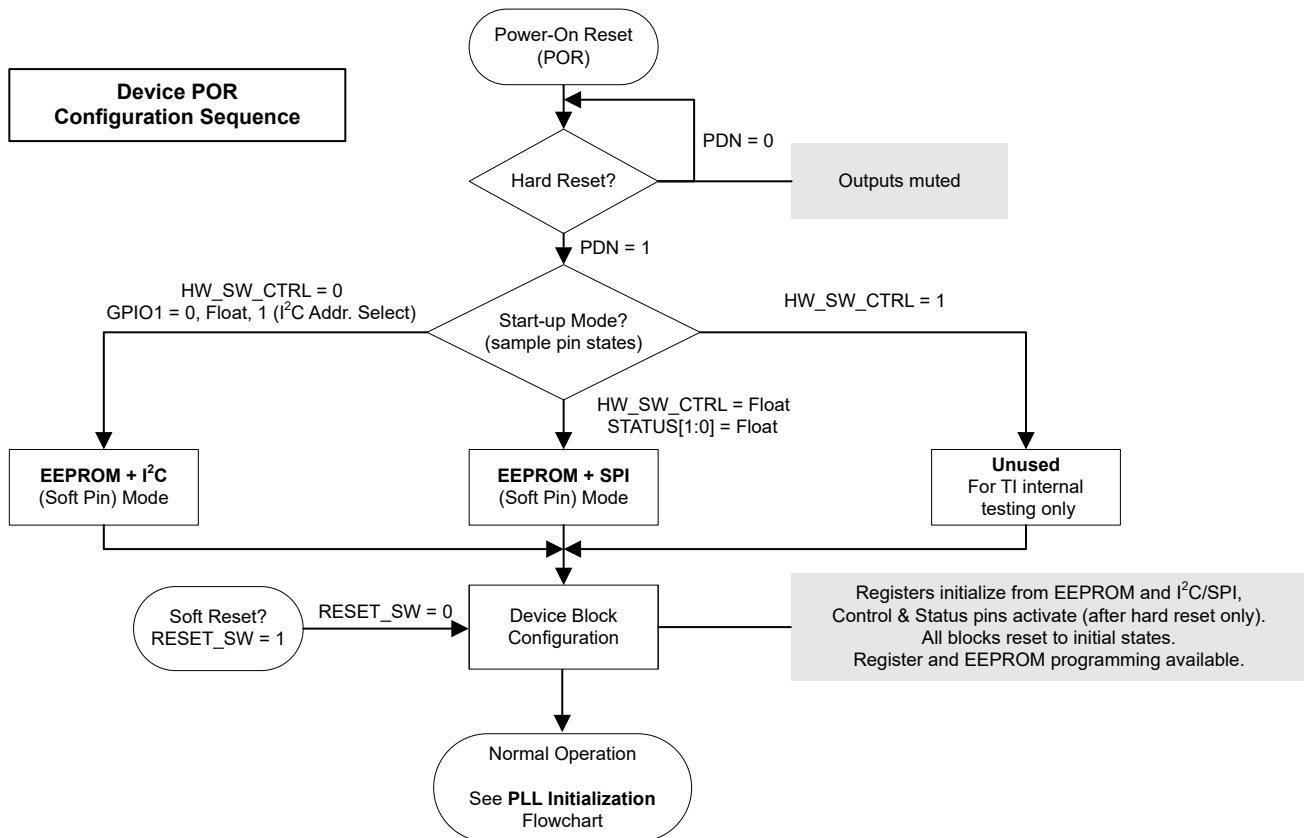 Power-On Reset
(POR)
Device POR
Configuration Sequence
PDN = 0
Hard Reset?
Outputs muted
PDN = 1
HW_SW_CTRL = 0
GPIO1 = 0, Float, 1 (I²C Addr. Select)
HW_SW_CTRL = 1
Start-up Mode?
(sample pin states)
HW_SW_CTRL = Float
STATUS[1:0] = Float
EEPROM + I²C
(Soft Pin) Mode
EEPROM + SPI
(Soft Pin) Mode
Unused
For TI internal
testing only
Soft Reset?
RESET_SW = 1
RESET_SW = 0
Device Block
Configuration
Registers initialize from EEPROM and I²C/SPI,
Control & Status pins activate (after hard reset only).
All blocks reset to initial states.
Register and EEPROM programming available.
Normal Operation
See PLL Initialization
Flowchart